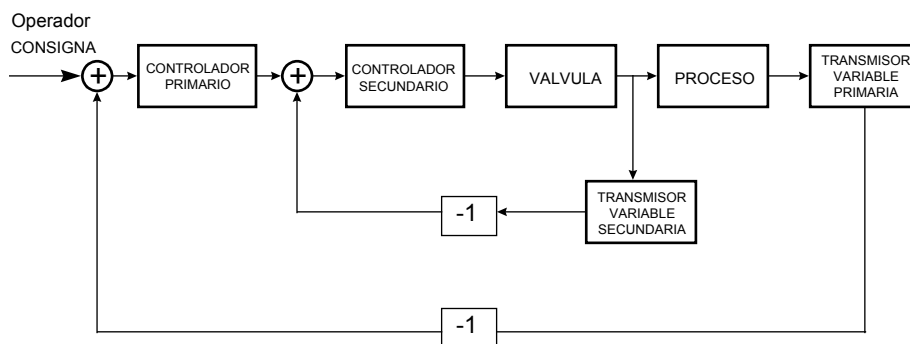 Operador
CONSIGNA
+
CONTROLADOR
PRIMARIO
+
CONTROLADOR
SECUNDARIO
VALVULA
PROCESO
TRANSMISOR
VARIABLE
PRIMARIA
-1
TRANSMISOR
VARIABLE
SECUNDARIA
-1